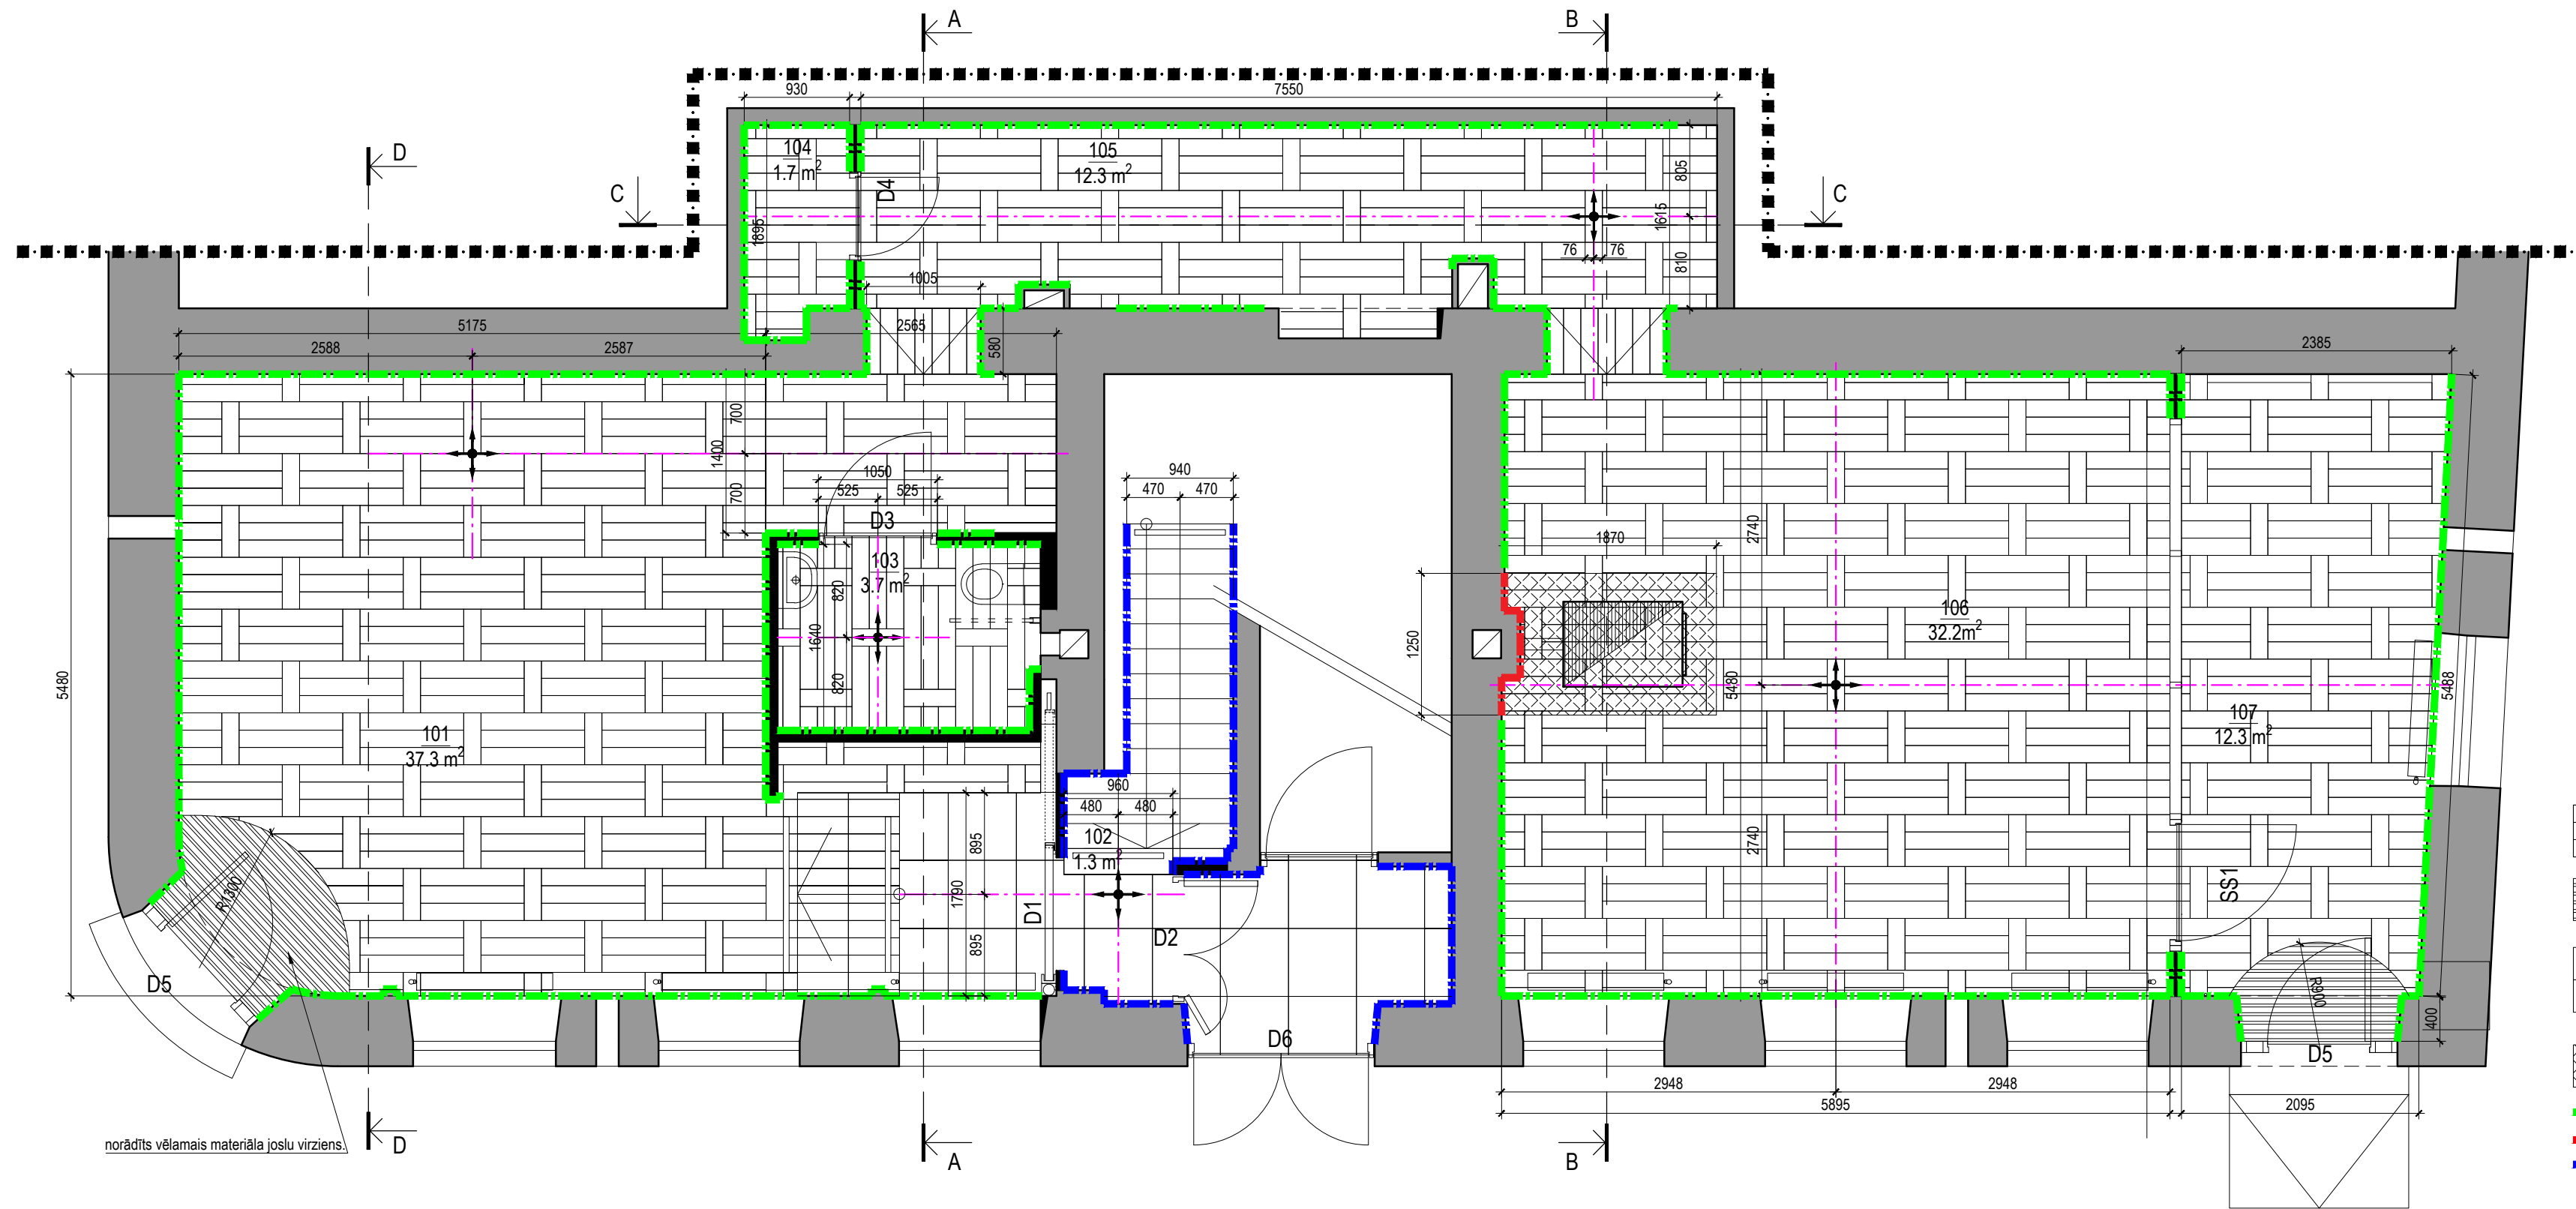 A
B
930
7550
D
104
1.7 m²
105
12.3 m²
D4
805
C
C
1895
1615
76
76
810
1005
5175
2565
580
2385
2588
2587
700
1400
700
1050
525
525
940
470
470
D3
103
3.7 m²
820
1640
820
2740
1870
1250
106
32.2m²
5480
5480
5488
101
37.3 m²
107
12.3 m²
960
480
480
102
1.3 m²
895
1790
895
2740
R1300
D1
D2
SS1
D5
R900
400
D6
D5
2948
2948
5895
2095
norādīts vēlamais materiāla joslu virziens.
D
A
B